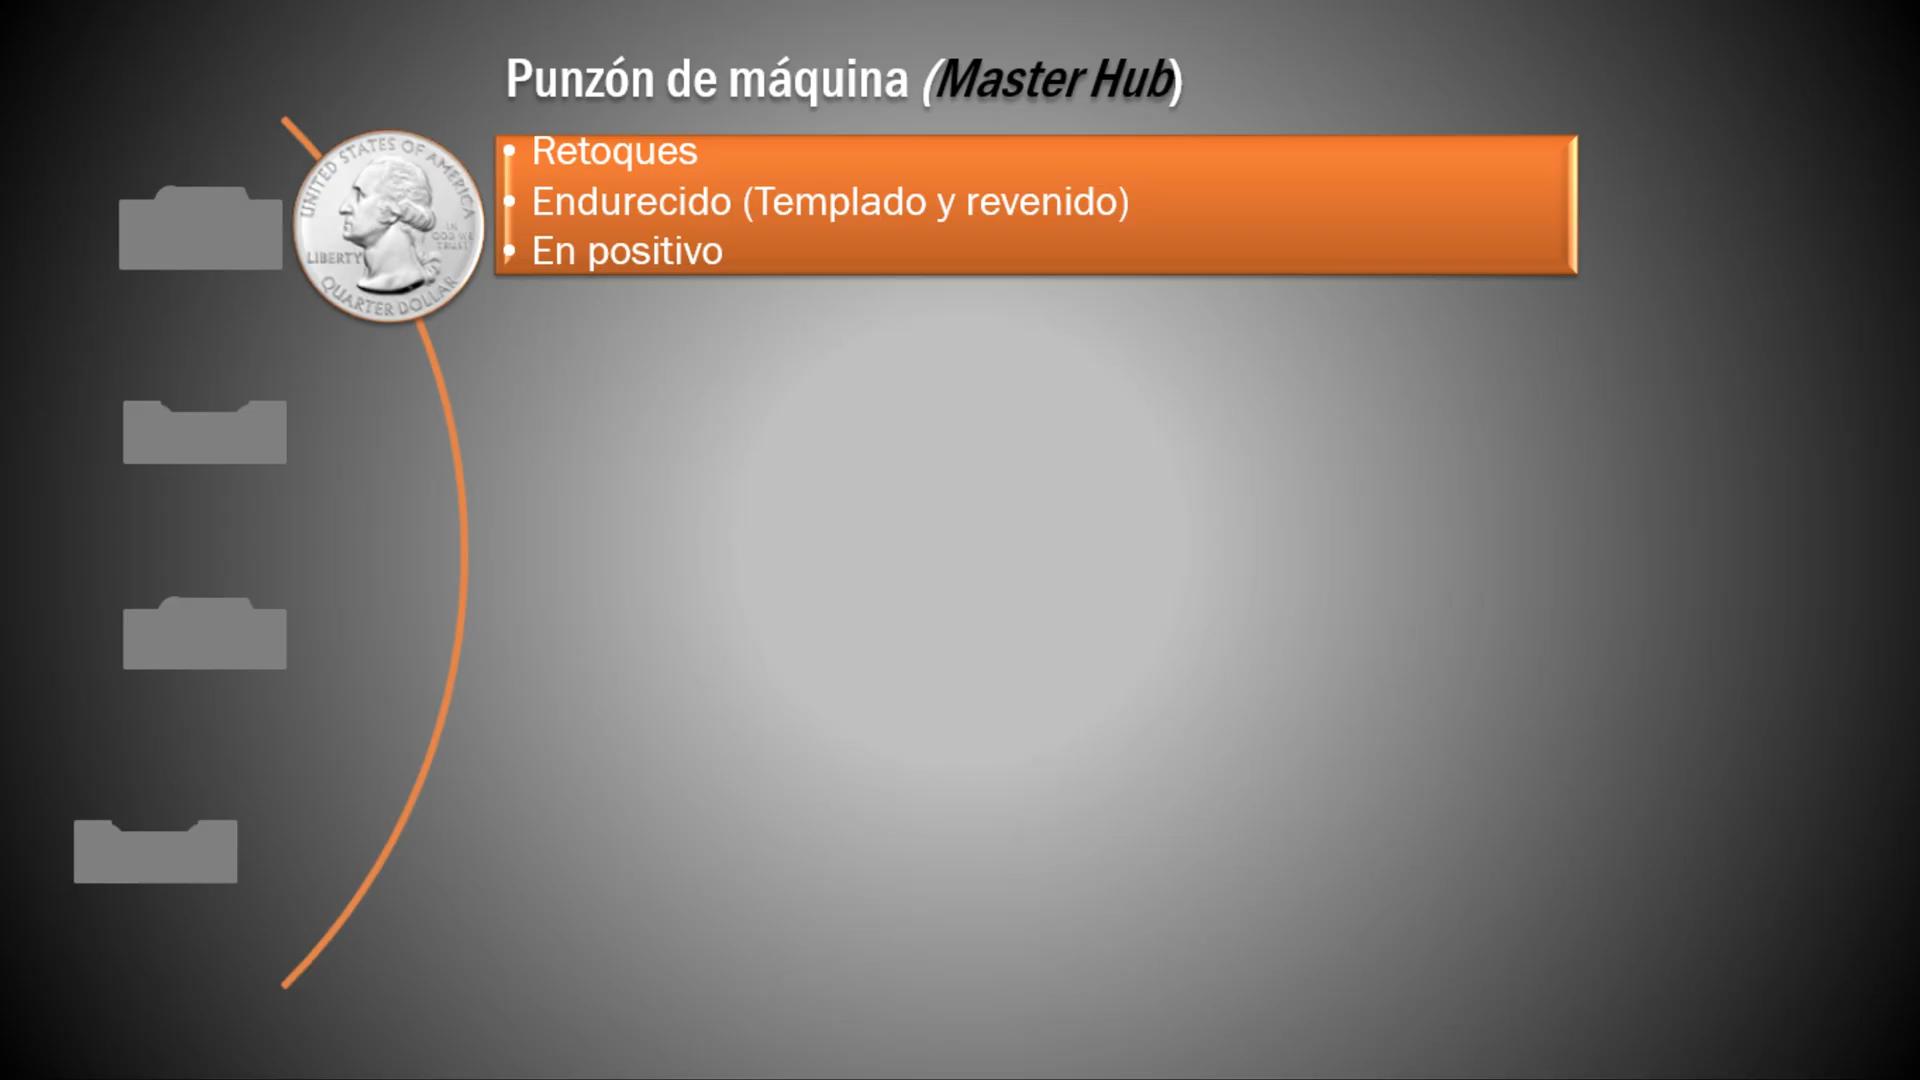 Punzón de máquina (Master Hub)
• Retoques
• Endurecido (Templado y revenido)
• En positivo
UNITED STATES OF AMERICA
IN
GOD WE
TRUST
LIBERTY
QUARTER DOLLAR